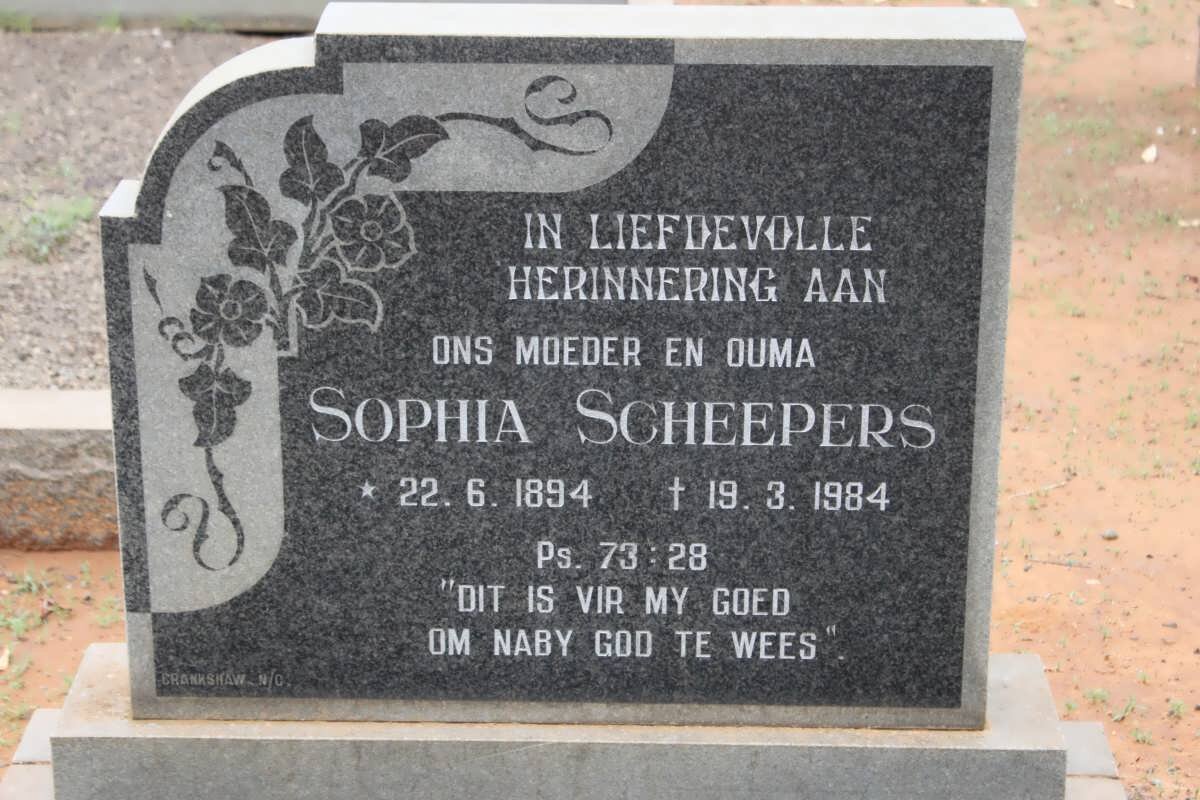 IN LIEFDEVOLLE
HERINNERING AAN
ONS MOEDER EN OUMA
SOPHIA SCHEEPERS
* 22. 6. 1894 † 19. 3. 1984
Ps. 73:28
"DIT IS VIR MY GOED
OM NABY GOD TE WEES".
CRANKSHAW N/C.